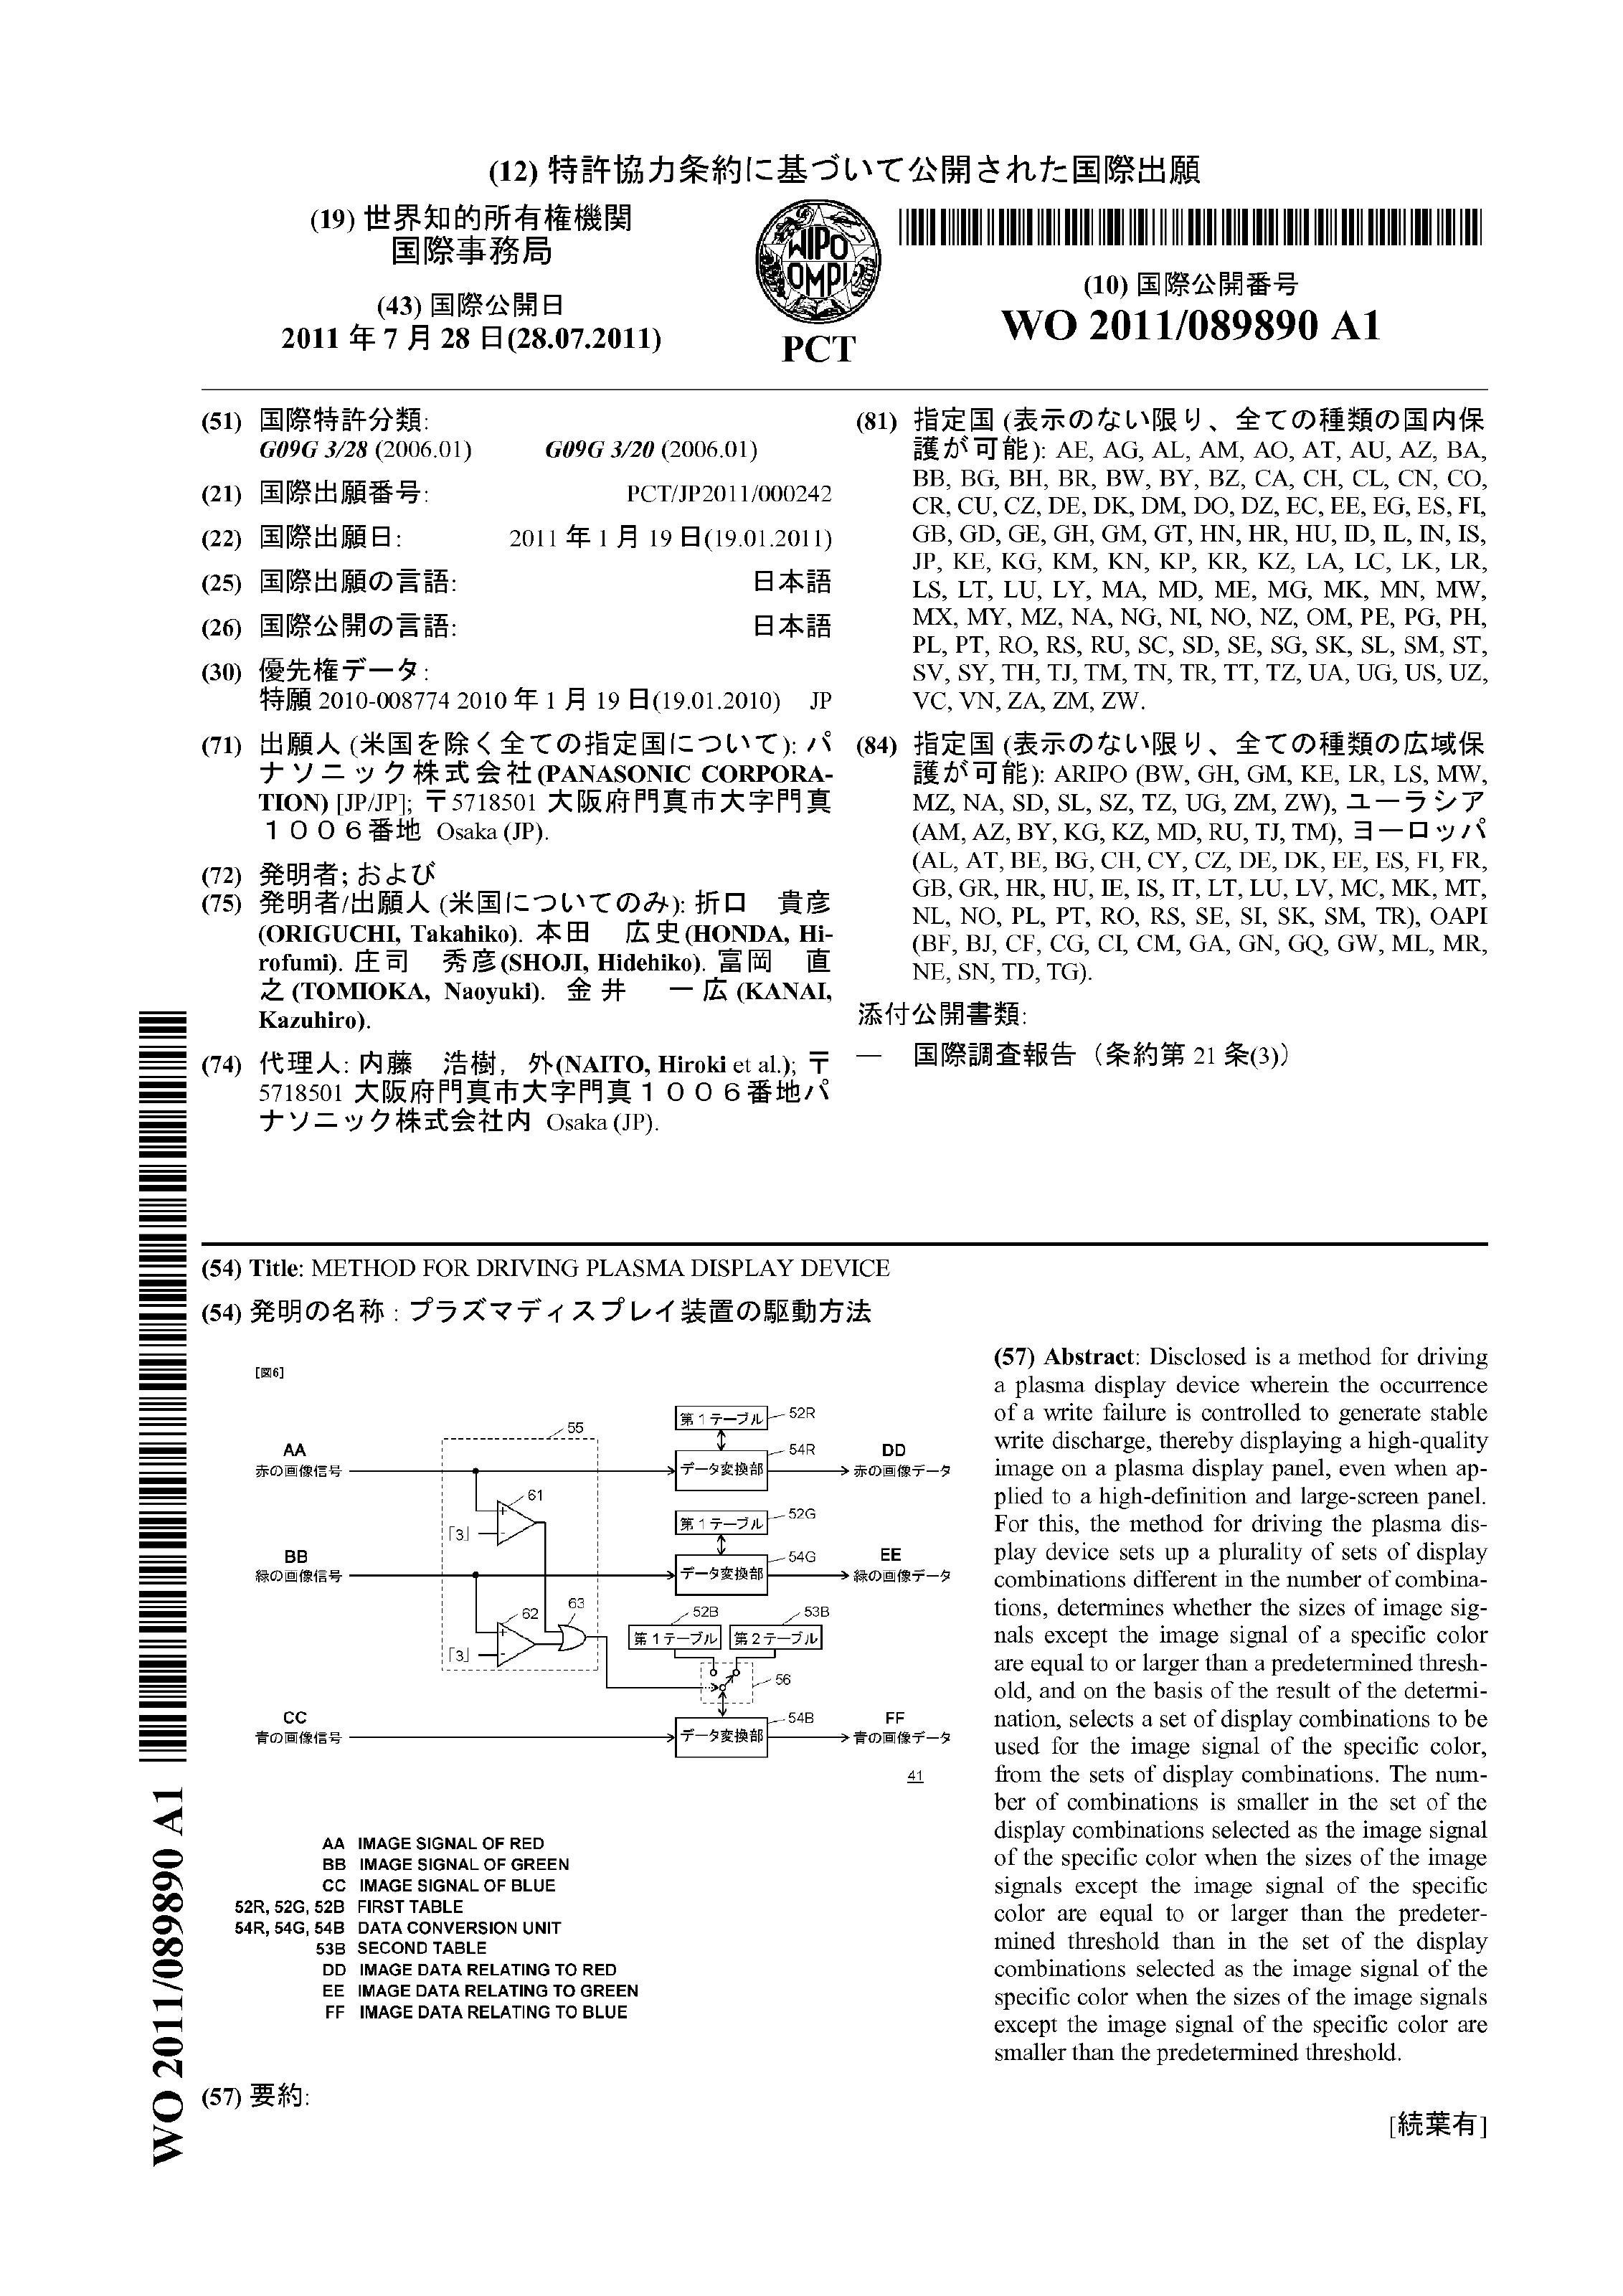 (12) 特許協力条約に基づいて公開された国際出願
(19) 世界知的所有権機関
国際事務局
(43) 国際公開日
2011 年 7 月 28 日(28.07.2011)
WIPO
OMPI
PCT
(10) 国際公開番号
WO 2011/089890 A1
(51) 国際特許分類:
G09G 3/28 (2006.01) G09G 3/20 (2006.01)
(21) 国際出願番号: PCT/JP2011/000242
(22) 国際出願日: 2011 年 1 月 19 日(19.01.2011)
(25) 国際出願の言語: 日本語
(26) 国際公開の言語: 日本語
(30) 優先権データ:
特願 2010-008774 2010 年 1 月 19 日(19.01.2010) JP
(71) 出願人 (米国を除く全ての指定国について): パ
ナソニック株式会社(PANASONIC CORPORA-
TION) [JP/JP]; 〒5718501 大阪府門真市大字門真
１００６番地 Osaka (JP).
(72) 発明者; および
(75) 発明者/出願人 (米国についてのみ): 折口 貴彦
(ORIGUCHI, Takahiko). 本田 広史(HONDA, Hi-
rofumi). 庄司 秀彦(SHOJI, Hidehiko). 富岡 直
之(TOMIOKA, Naoyuki). 金井 一広(KANAI,
Kazuhiro).
(74) 代理人: 内藤 浩樹, 外(NAITO, Hiroki et al.); 〒
5718501 大阪府門真市大字門真１００６番地パ
ナソニック株式会社内 Osaka (JP).
(81) 指定国 (表示のない限り、全ての種類の国内保
護が可能): AE, AG, AL, AM, AO, AT, AU, AZ, BA,
BB, BG, BH, BR, BW, BY, BZ, CA, CH, CL, CN, CO,
CR, CU, CZ, DE, DK, DM, DO, DZ, EC, EE, EG, ES, FI,
GB, GD, GE, GH, GM, GT, HN, HR, HU, ID, IL, IN, IS,
JP, KE, KG, KM, KN, KP, KR, KZ, LA, LC, LK, LR,
LS, LT, LU, LY, MA, MD, ME, MG, MK, MN, MW,
MX, MY, MZ, NA, NG, NI, NO, NZ, OM, PE, PG, PH,
PL, PT, RO, RS, RU, SC, SD, SE, SG, SK, SL, SM, ST,
SV, SY, TH, TJ, TM, TN, TR, TT, TZ, UA, UG, US, UZ,
VC, VN, ZA, ZM, ZW.
(84) 指定国 (表示のない限り、全ての種類の広域保
護が可能): ARIPO (BW, GH, GM, KE, LR, LS, MW,
MZ, NA, SD, SL, SZ, TZ, UG, ZM, ZW), ユーラシア
(AM, AZ, BY, KG, KZ, MD, RU, TJ, TM), ヨーロッパ
(AL, AT, BE, BG, CH, CY, CZ, DE, DK, EE, ES, FI, FR,
GB, GR, HR, HU, IE, IS, IT, LT, LU, LV, MC, MK, MT,
NL, NO, PL, PT, RO, RS, SE, SI, SK, SM, TR), OAPI
(BF, BJ, CF, CG, CI, CM, GA, GN, GQ, GW, ML, MR,
NE, SN, TD, TG).
添付公開書類:
— 国際調査報告（条約第 21 条(3)）
(54) Title: METHOD FOR DRIVING PLASMA DISPLAY DEVICE
(54) 発明の名称 : プラズマディスプレイ装置の駆動方法
[図6]
第１テーブル 52R
55
AA 54R DD
赤の画像信号 データ変換部 赤の画像データ
+ 61
「3」 -
第１テーブル 52G
BB 54G EE
緑の画像信号 データ変換部 緑の画像データ
+ 62 63
「3」 -
52B 53B
第１テーブル 第２テーブル
56
CC 54B FF
青の画像信号 データ変換部 青の画像データ
41
AA IMAGE SIGNAL OF RED
BB IMAGE SIGNAL OF GREEN
CC IMAGE SIGNAL OF BLUE
52R, 52G, 52B FIRST TABLE
54R, 54G, 54B DATA CONVERSION UNIT
53B SECOND TABLE
DD IMAGE DATA RELATING TO RED
EE IMAGE DATA RELATING TO GREEN
FF IMAGE DATA RELATING TO BLUE
(57) Abstract: Disclosed is a method for driving
a plasma display device wherein the occurrence
of a write failure is controlled to generate stable
write discharge, thereby displaying a high-quality
image on a plasma display panel, even when ap-
plied to a high-definition and large-screen panel.
For this, the method for driving the plasma dis-
play device sets up a plurality of sets of display
combinations different in the number of combina-
tions, determines whether the sizes of image sig-
nals except the image signal of a specific color
are equal to or larger than a predetermined thresh-
old, and on the basis of the result of the determi-
nation, selects a set of display combinations to be
used for the image signal of the specific color,
from the sets of display combinations. The num-
ber of combinations is smaller in the set of the
display combinations selected as the image signal
of the specific color when the sizes of the image
signals except the image signal of the specific
color are equal to or larger than the predeter-
mined threshold than in the set of the display
combinations selected as the image signal of the
specific color when the sizes of the image signals
except the image signal of the specific color are
smaller than the predetermined threshold.
(57) 要約:
[続葉有]
WO 2011/089890 A1